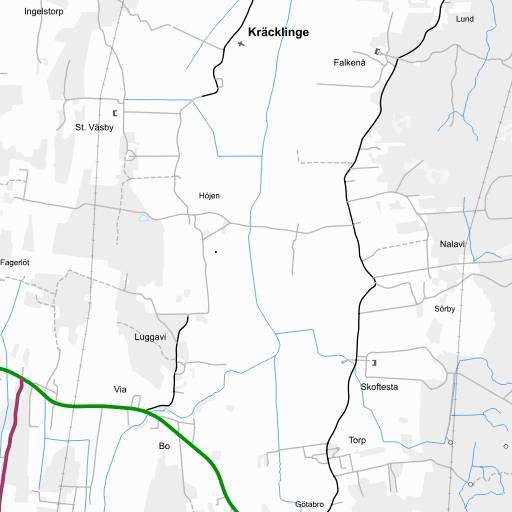 Ingelstorp
Lund
Kräcklinge
Falkenå
St. Väsby
Höjen
Nalavi
Fagerlöt
Sörby
Luggavi
Skoftesta
Via
Torp
Bo
Götabro